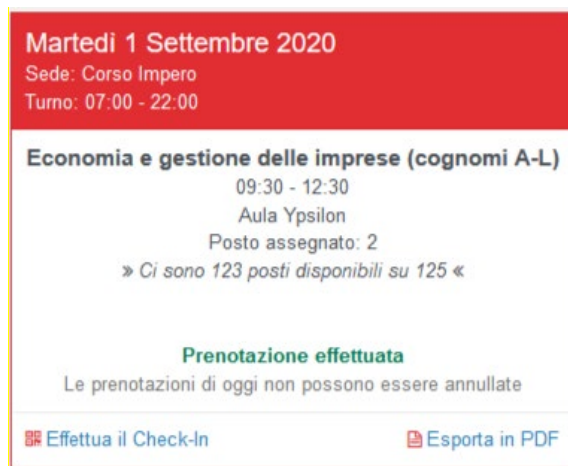 Martedì 1 Settembre 2020
Sede: Corso Impero
Turno: 07:00 - 22:00
Economia e gestione delle imprese (cognomi A-L)
09:30 - 12:30
Aula Ypsilon
Posto assegnato: 2
» Ci sono 123 posti disponibili su 125 «
Prenotazione effettuata
Le prenotazioni di oggi non possono essere annullate
Effettua il Check-In
Esporta in PDF